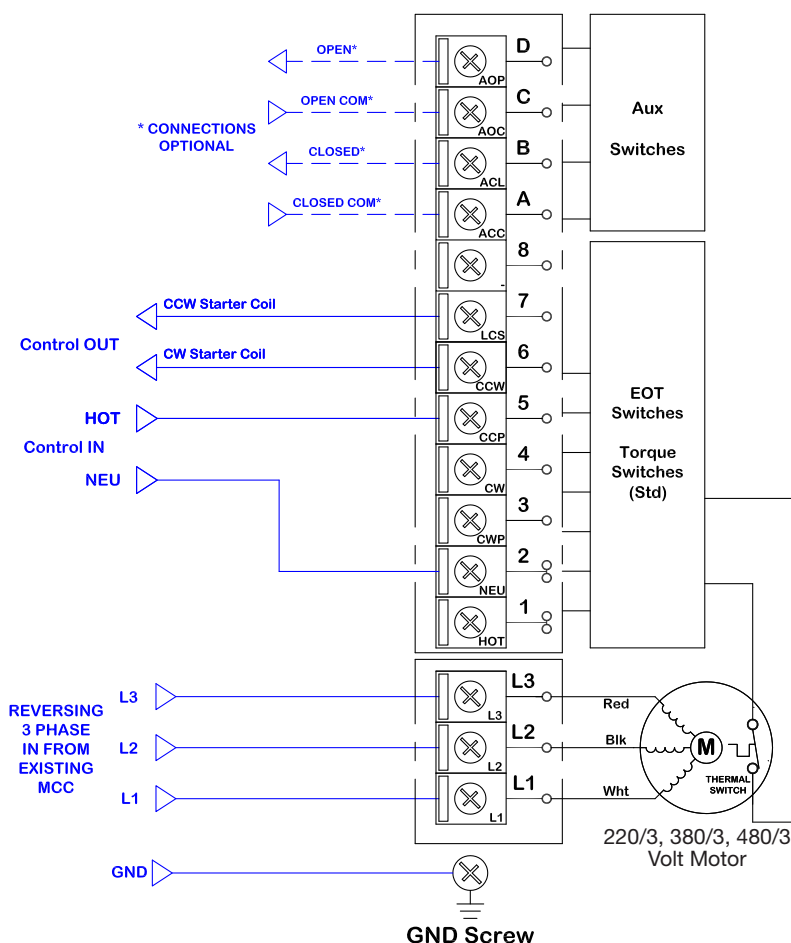 OPEN*
AOP
D
OPEN COM*
AOC
C
* CONNECTIONS
OPTIONAL
CLOSED*
ACL
B
CLOSED COM*
ACC
A
Aux
Switches
-
8
CCW Starter Coil
LCS
7
Control OUT
CW Starter Coil
CCW
6
HOT
CCP
5
Control IN
CW
4
NEU
CWP
3
NEU
2
HOT
1
EOT
Switches
Torque
Switches
(Std)
REVERSING
3 PHASE
IN FROM
EXISTING
MCC
L3
L3
L3
Red
L2
L2
L2
Blk
L1
L1
L1
Wht
M
THERMAL
SWITCH
220/3, 380/3, 480/3
Volt Motor
GND
GND Screw